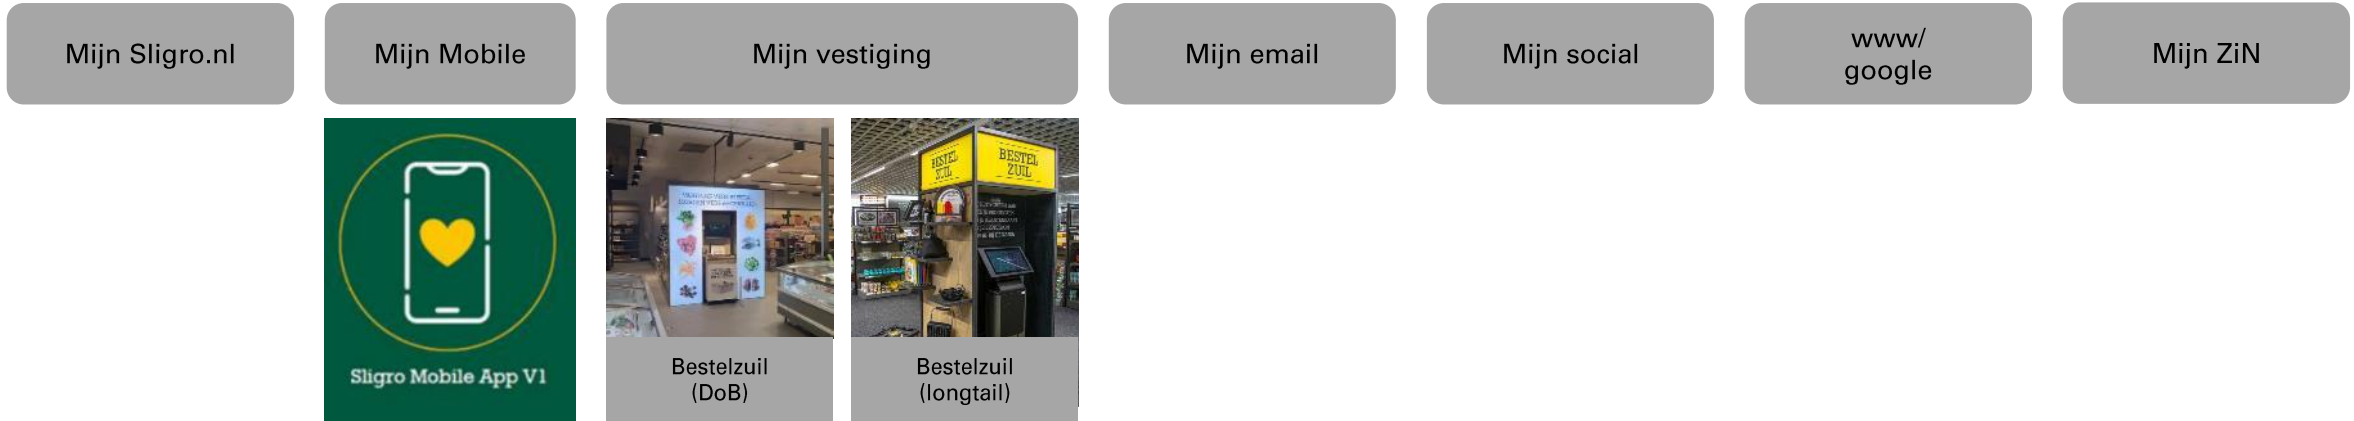 Mijn Sligro.nl
Mijn Mobile
Mijn vestiging
Mijn email
Mijn social
www/
google
Mijn ZiN
Sligro Mobile App V1
BESTEL
ZUIL
BESTEL
ZUIL
Bestelzuil
(DoB)
Bestelzuil
(longtail)